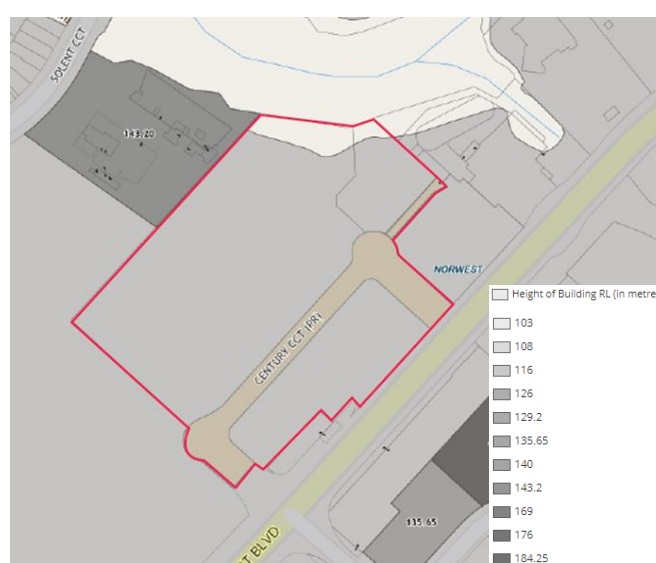 SOLENT CCT
143.20
NORWEST
CENTURY CCT (PR)
Height of Building RL (in metre
103
108
116
126
129.2
135.65
140
143.2
169
176
184.25
135.65
T BLVD